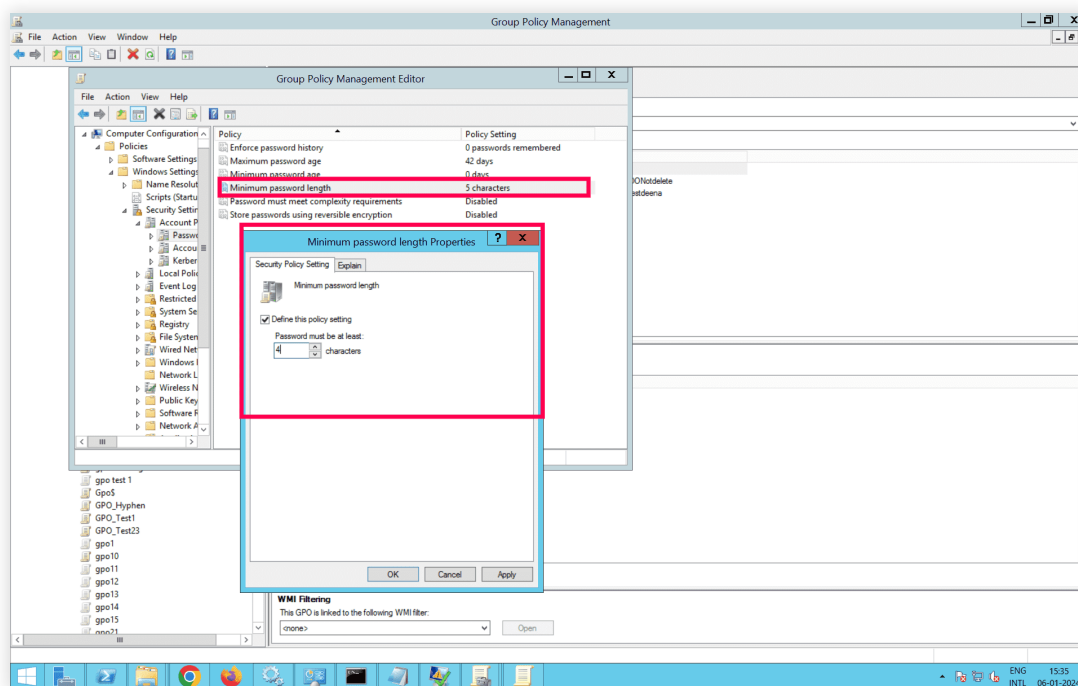 Group Policy Management
File Action View Window Help
Group Policy Management Editor
File Action View Help
Computer Configuration
Policies
Software Settings
Windows Settings
Name Resolut
Scripts (Startu
Security Settin
Account P
Passwo
Accou
Kerber
Local Polic
Event Log
Restricted
System Se
Registry
File System
Wired Net
Windows
Network L
Wireless N
Public Key
Software R
Network A
Policy Policy Setting
Enforce password history 0 passwords remembered
Maximum password age 42 days
Minimum password age 0 days
Minimum password length 5 characters
Password must meet complexity requirements Disabled
Store passwords using reversible encryption Disabled
ONotdelete
estdeena
Minimum password length Properties ? X
Security Policy Setting Explain
Minimum password length
Define this policy setting
Password must be at least:
4 characters
OK Cancel Apply
gpo test 1
Gpo$
GPO_Hyphen
GPO_Test1
GPO_Test23
gpo1
gpo10
gpo11
gpo12
gpo13
gpo14
gpo15
gpo21
WMI Filtering
This GPO is linked to the following WMI filter:
<none> Open
ENG 15:35
INTL 06-01-2024